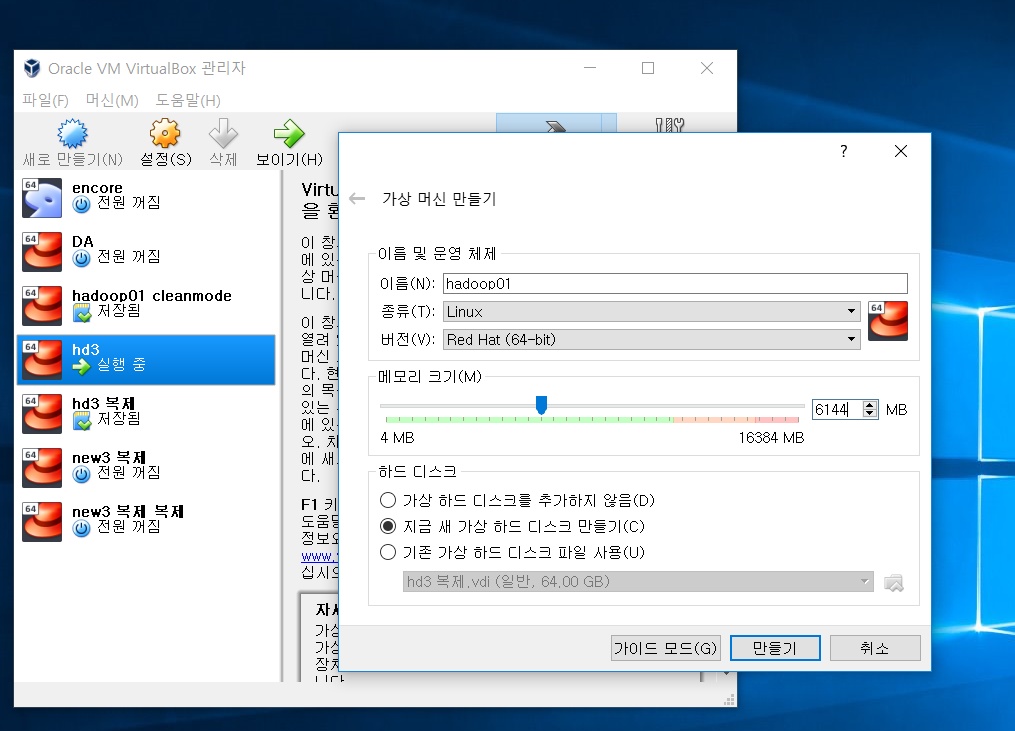 Oracle VM VirtualBox 관리자
파일(F) 머신(M) 도움말(H)
새로 만들기(N) 설정(S) 삭제 보이기(H)
64
encore
전원 꺼짐
64
DA
전원 꺼짐
64
hadoop01 cleanmode
저장됨
64
hd3
실행 중
64
hd3 복제
저장됨
64
new3 복제
전원 꺼짐
64
new3 복제 복제
전원 꺼짐
이 창
에 있
상 머
니다.
이 창
열려
머신
다. 현
의 목
있는
에 있
오. 치
에 새
다.
F1 키
도움말
정보
www.
십시오
자세
가상
가상
장치
니다
?
가상 머신 만들기
이름 및 운영 체제
이름(N): hadoop01
종류(T): Linux
64
버전(V): Red Hat (64-bit)
메모리 크기(M)
6144 MB
4 MB 16384 MB
하드 디스크
가상 하드 디스크를 추가하지 않음(D)
지금 새 가상 하드 디스크 만들기(C)
기존 가상 하드 디스크 파일 사용(U)
hd3 복제.vdi (일반, 64.00 GB)
가이드 모드(G) 만들기 취소